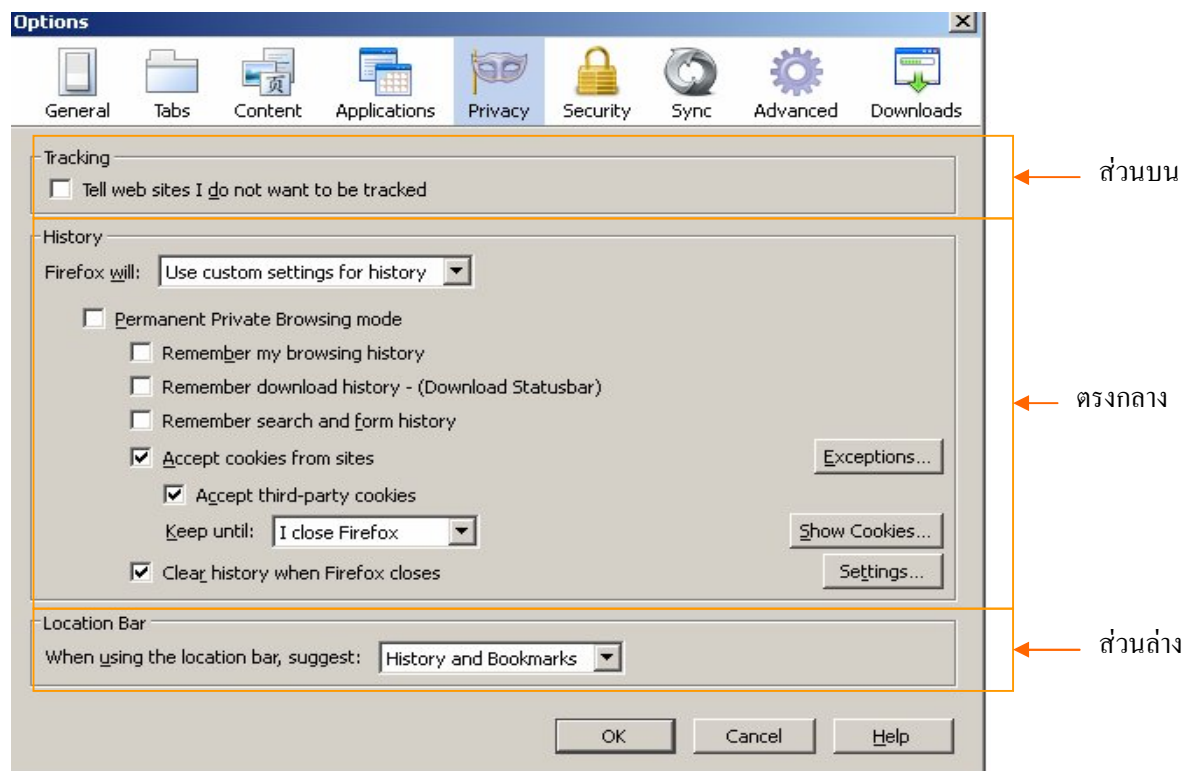 Options
General Tabs Content Applications Privacy Security Sync Advanced Downloads
页
Tracking
Tell web sites I do not want to be tracked
ส่วนบน
History
Firefox will: Use custom settings for history
Permanent Private Browsing mode
Remember my browsing history
Remember download history - (Download Statusbar)
ตรงกลาง
Remember search and form history
Accept cookies from sites Exceptions...
Accept third-party cookies
Keep until: I close Firefox Show Cookies...
Clear history when Firefox closes Settings...
Location Bar
ส่วนล่าง
When using the location bar, suggest: History and Bookmarks
OK Cancel Help